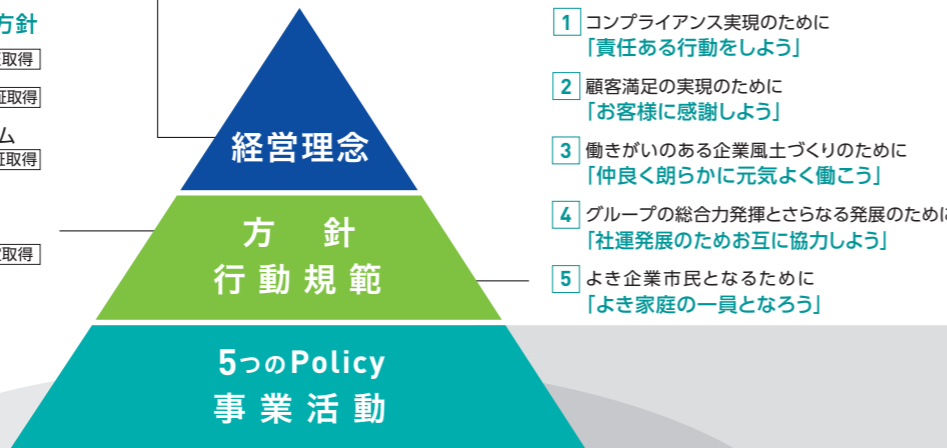 方針
取得
証取得
ム
証取得
取得
経営理念
方 針
行動規範
5つのPolicy
事業活動
1 コンプライアンス実現のために
「責任ある行動をしよう」
2 顧客満足の実現のために
「お客様に感謝しよう」
3 働きがいのある企業風土づくりのために
「仲良く朗らかに元気よく働こう」
4 グループの総合力発揮とさらなる発展のために
「社運発展のためお互に協力しよう」
5 よき企業市民となるために
「よき家庭の一員となろう」